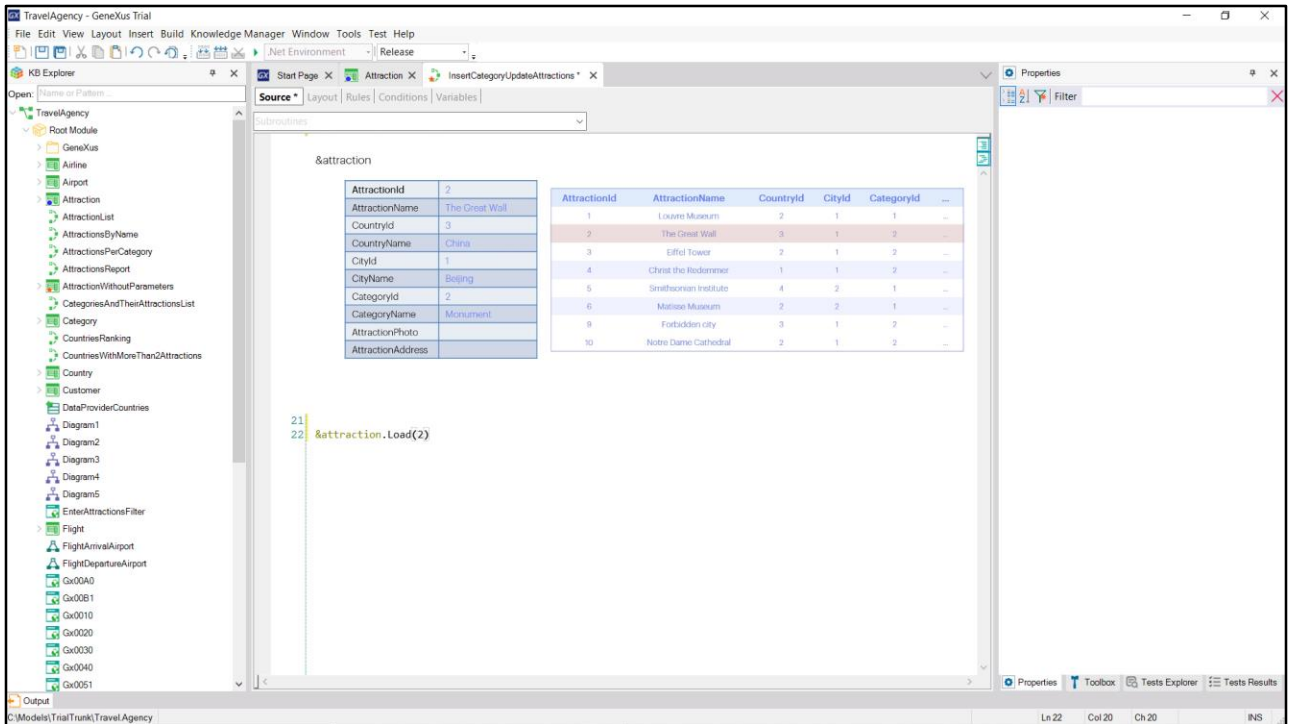 TravelAgency - GeneXus Trial
File Edit View Layout Insert Build Knowledge Manager Window Tools Test Help
.Net Environment Release
KB Explorer
Open: Name or Pattern...
TravelAgency
Root Module
GeneXus
Airline
Airport
Attraction
AttractionList
AttractionsByName
AttractionsPerCategory
AttractionsReport
AttractionWithoutParameters
CategoriesAndTheirAttractionsList
Category
CountriesRanking
CountriesWithMoreThan2Attractions
Country
Customer
DataProviderCountries
Diagram1
Diagram2
Diagram3
Diagram4
Diagram5
EnterAttractionsFilter
Flight
FlightArrivalAirport
FlightDepartureAirport
Gx00A0
Gx00B1
Gx0010
Gx0020
Gx0030
Gx0040
Gx0051
Start Page Attraction InsertCategoryUpdateAttractions *
Source * Layout Rules Conditions Variables
Subroutines
&attraction
AttractionId 2
AttractionName The Great Wall
CountryId 3
CountryName China
CityId 1
CityName Beijing
CategoryId 2
CategoryName Monument
AttractionPhoto
AttractionAddress
AttractionId AttractionName CountryId CityId CategoryId ...
1 Louvre Museum 2 1 1 ...
2 The Great Wall 3 1 2 ...
3 Eiffel Tower 2 1 2 ...
4 Christ the Redemmer 1 1 2 ...
5 Smithsonian Institute 4 2 1 ...
6 Matisse Museum 2 2 1 ...
9 Forbidden city 3 1 2 ...
10 Notre Dame Cathedral 2 1 2 ...
21
22 &attraction.Load(2)
Properties
Filter
Properties Toolbox Tests Explorer Tests Results
Output
C:\Models\TrialTrunk\TravelAgency Ln 22 Col 20 Ch 20 INS